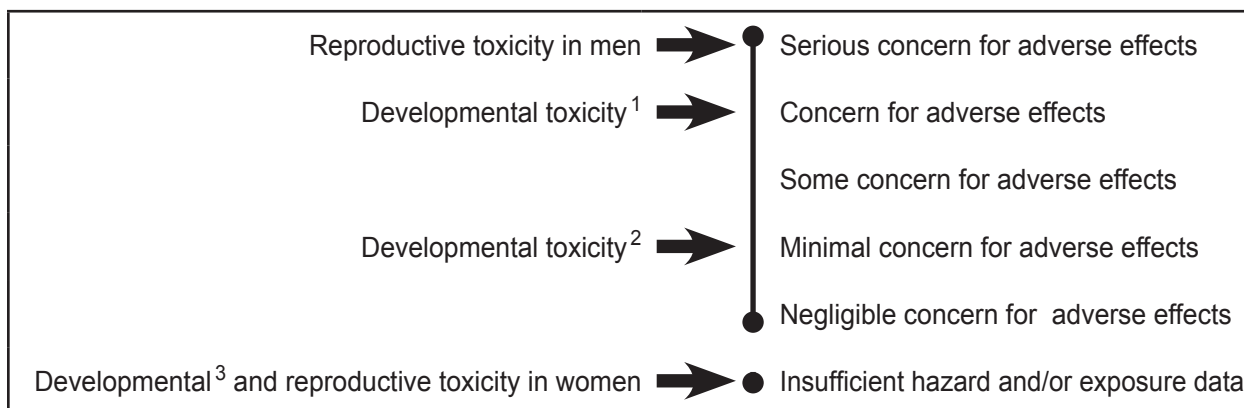 Reproductive toxicity in men Serious concern for adverse effects
Developmental toxicity 1 Concern for adverse effects
Some concern for adverse effects
Developmental toxicity 2 Minimal concern for adverse effects
Negligible concern for adverse effects
Developmental 3 and reproductive toxicity in women Insufficient hazard and/or exposure data